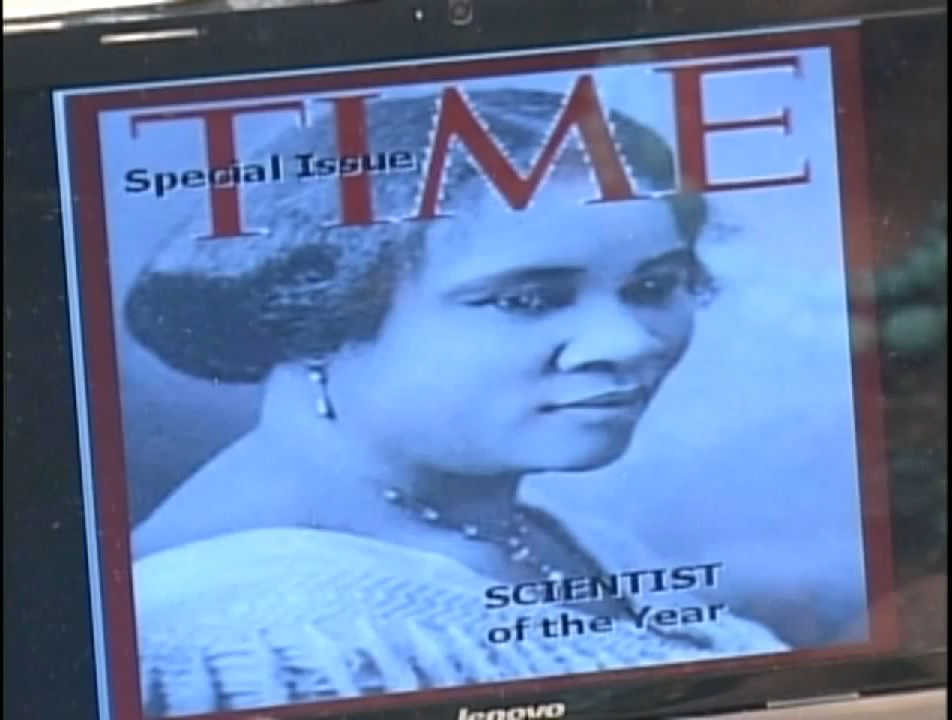 TIME
Special Issue
SCIENTIST
of the Year
lenovo